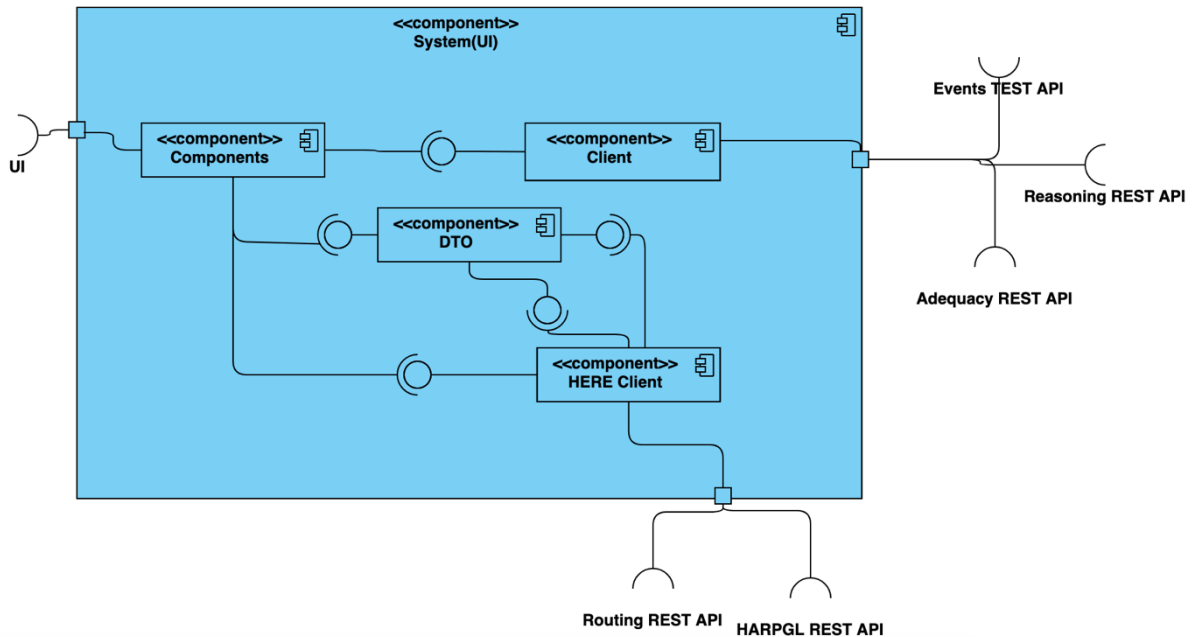 <<component>>
System(UI)
Events TEST API
<<component>>
Components
<<component>>
Client
UI
Reasoning REST API
<<component>>
DTO
Adequacy REST API
<<component>>
HERE Client
Routing REST API
HARPGL REST API